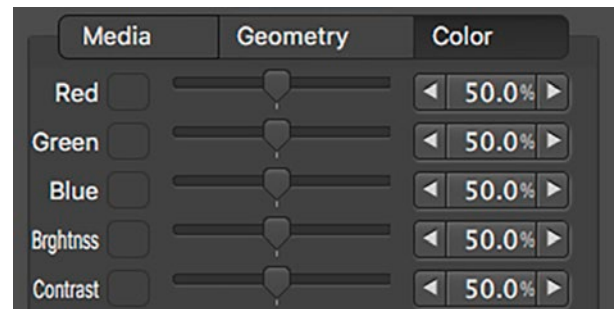 Media Geometry Color
Red 50.0%
Green 50.0%
Blue 50.0%
Brghtnss 50.0%
Contrast 50.0%